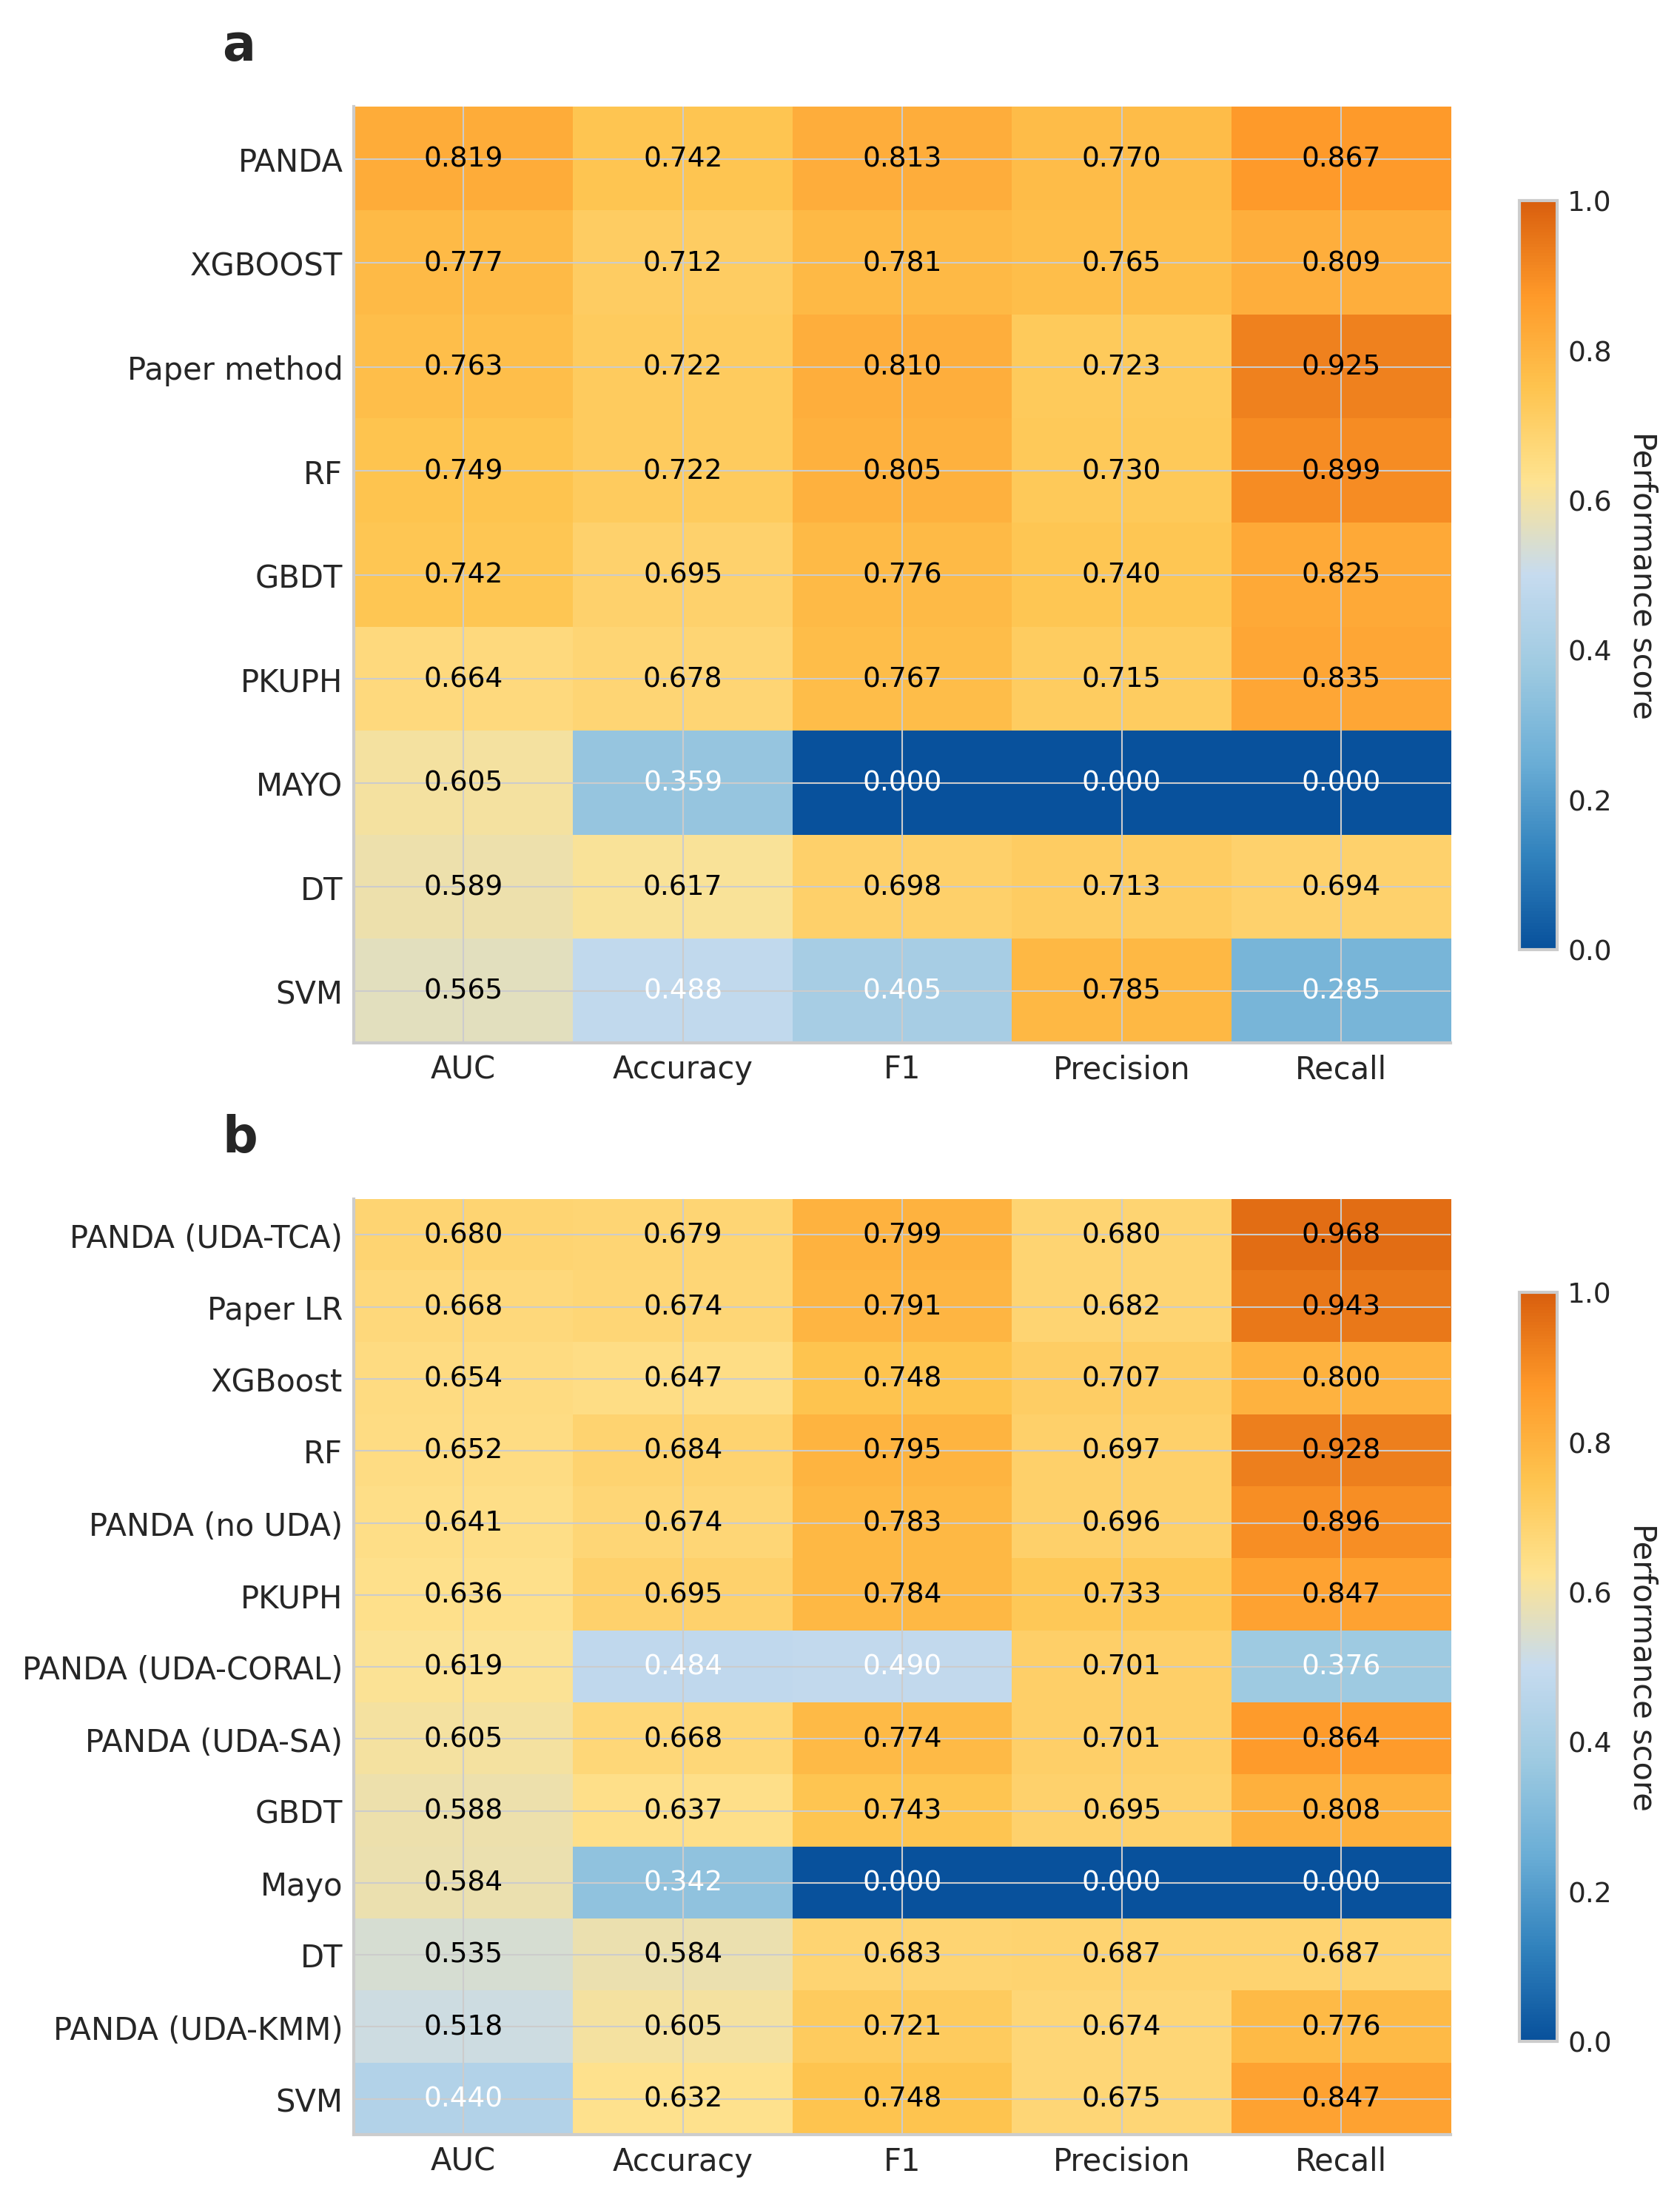 a
PANDA 0.819 0.742 0.813 0.770 0.867
XGBOOST 0.777 0.712 0.781 0.765 0.809
Paper method 0.763 0.722 0.810 0.723 0.925
RF 0.749 0.722 0.805 0.730 0.899
GBDT 0.742 0.695 0.776 0.740 0.825
PKUPH 0.664 0.678 0.767 0.715 0.835
MAYO 0.605 0.359 0.000 0.000 0.000
DT 0.589 0.617 0.698 0.713 0.694
SVM 0.565 0.488 0.405 0.785 0.285
AUC Accuracy F1 Precision Recall
1.0
0.8
0.6
0.4
0.2
0.0
Performance score
b
PANDA (UDA-TCA) 0.680 0.679 0.799 0.680 0.968
Paper LR 0.668 0.674 0.791 0.682 0.943
XGBoost 0.654 0.647 0.748 0.707 0.800
RF 0.652 0.684 0.795 0.697 0.928
PANDA (no UDA) 0.641 0.674 0.783 0.696 0.896
PKUPH 0.636 0.695 0.784 0.733 0.847
PANDA (UDA-CORAL) 0.619 0.484 0.490 0.701 0.376
PANDA (UDA-SA) 0.605 0.668 0.774 0.701 0.864
GBDT 0.588 0.637 0.743 0.695 0.808
Mayo 0.584 0.342 0.000 0.000 0.000
DT 0.535 0.584 0.683 0.687 0.687
PANDA (UDA-KMM) 0.518 0.605 0.721 0.674 0.776
SVM 0.440 0.632 0.748 0.675 0.847
AUC Accuracy F1 Precision Recall
1.0
0.8
0.6
0.4
0.2
0.0
Performance score